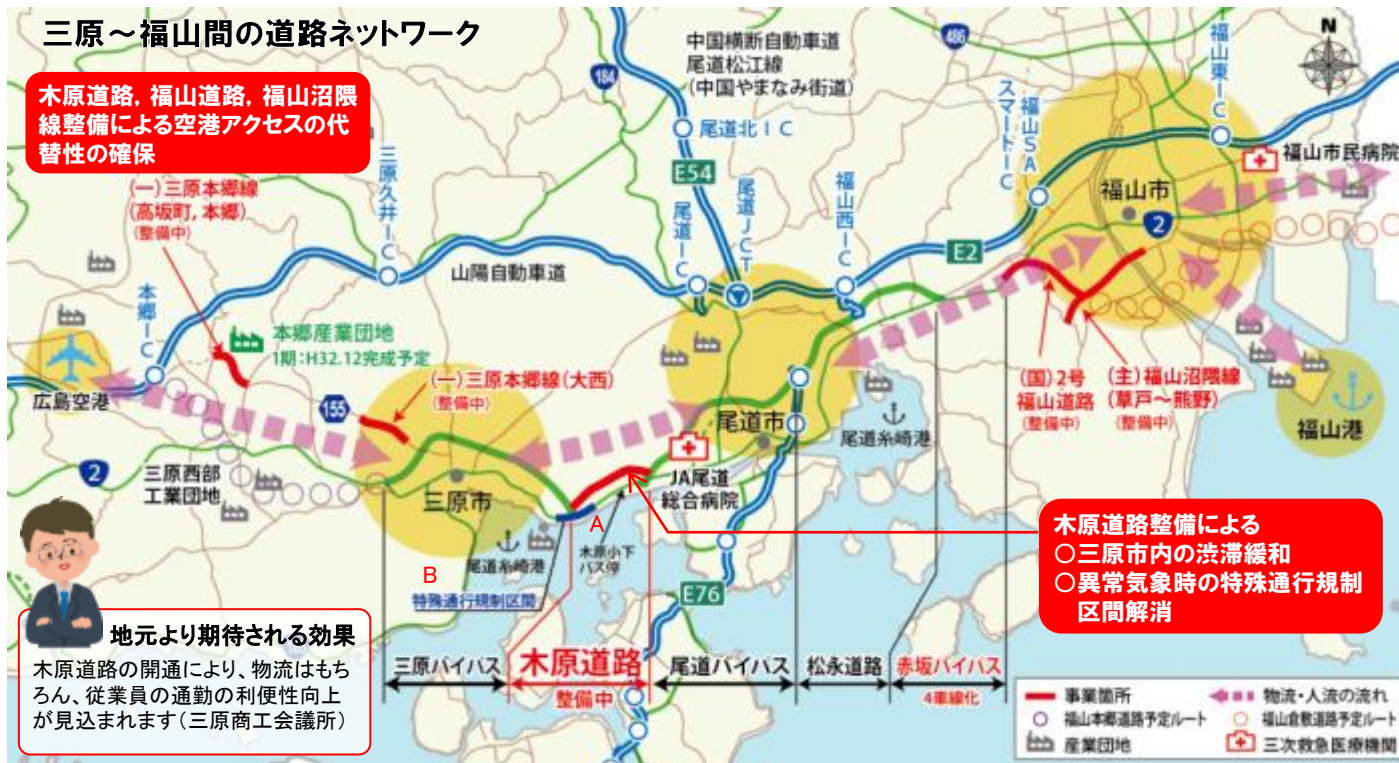 三原～福山間の道路ネットワーク
木原道路，福山道路，福山沼隈
線整備による空港アクセスの代
替性の確保
中国横断自動車道
尾道松江線
(中国やまなみ街道)
184
486
N
福山東IC
福山SA
スマートIC
福山市民病院
尾道北IC
E54
尾道JCT
尾道IC
福山西IC
福山市
2
E2
(一)三原本郷線
(高坂町，本郷)
(整備中)
三原久井IC
山陽自動車道
本郷IC
本郷産業団地
1期：H32.12完成予定
広島空港
(一)三原本郷線(大西)
(整備中)
155
2
三原西部
工業団地
三原市
尾道市
尾道糸崎港
JA尾道
総合病院
(国)2号
福山道路
(整備中)
(主)福山沼隈線
(草戸～熊野)
(整備中)
福山港
A
木原小下
バス停
尾道糸崎港
B
特殊通行規制区間
E76
木原道路整備による
○三原市内の渋滞緩和
○異常気象時の特殊通行規制
区間解消
地元より期待される効果
木原道路の開通により、物流はもち
ろん、従業員の通勤の利便性向上
が見込まれます(三原商工会議所)
三原バイパス
木原道路
整備中
尾道バイパス
松永道路
赤坂バイパス
4車線化
事業箇所
物流・人流の流れ
福山本郷道路予定ルート
福山倉敷道路予定ルート
産業団地
三次救急医療機関